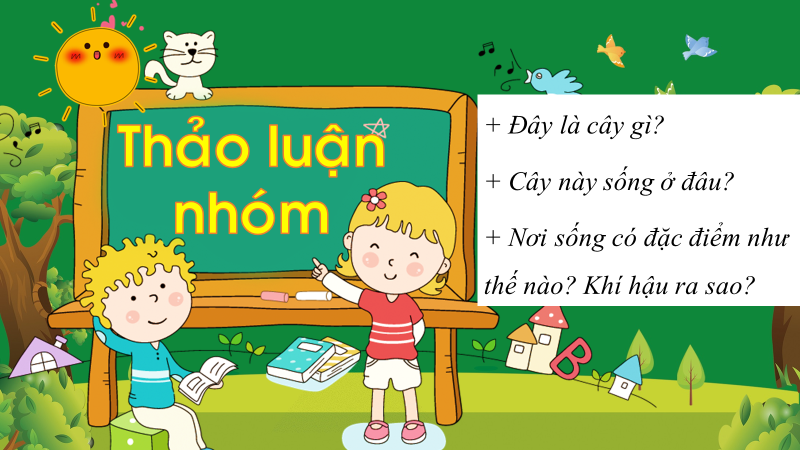 Thảo luận
nhóm
+ Đây là cây gì?
+ Cây này sống ở đâu?
+ Nơi sống có đặc điểm như
thế nào? Khí hậu ra sao?
B